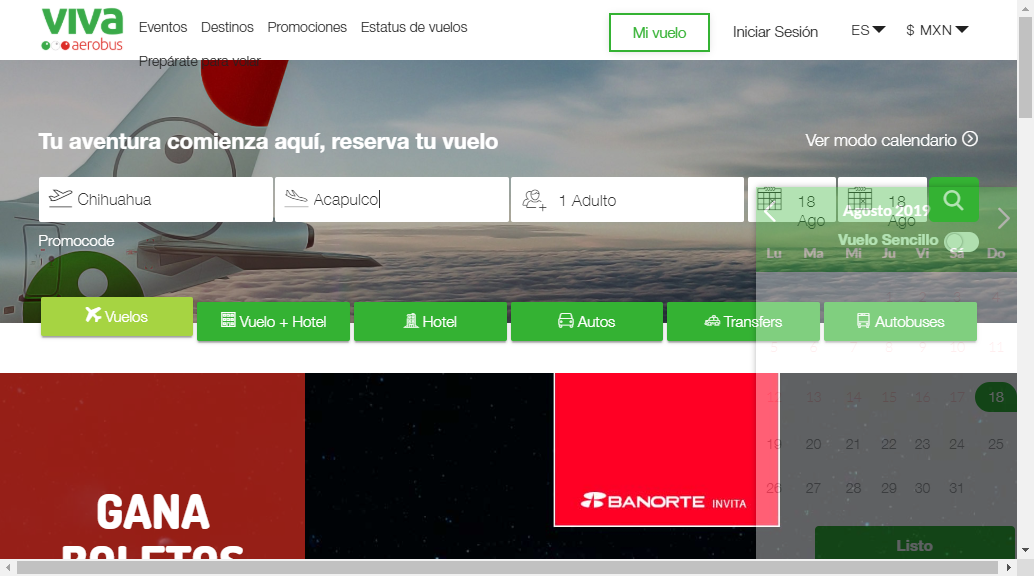 viva
aerobus
Eventos Destinos Promociones Estatus de vuelos
Prepárate para volar
Mi vuelo
Iniciar Sesión
ES
$ MXN
Tu aventura comienza aquí, reserva tu vuelo
Ver modo calendario
Chihuahua
Acapulco
1 Adulto
18
Ago
18
Ago
Agosto 2019
Promocode
Vuelo Sencillo
Lu Ma Mi Ju Vi Sá Do
Vuelos
Vuelo + Hotel
Hotel
Autos
Transfers
Autobuses
5 6 7 8 9 10 11
12 13 14 15 16 17 18
19 20 21 22 23 24 25
26 27 28 29 30 31
Listo
GANA
BOLETOS
BANORTE INVITA